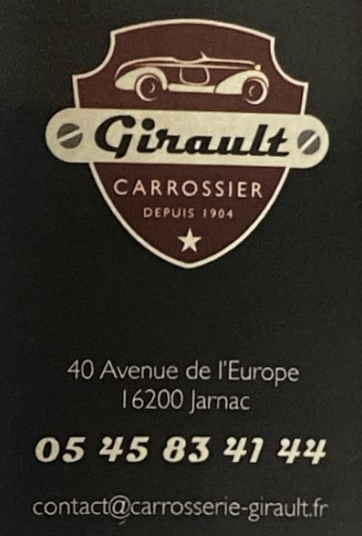 Girault
CARROSSIER
DEPUIS 1904
40 Avenue de l'Europe
16200 Jarnac
05 45 83 41 44
contact@carrosserie-girault.fr